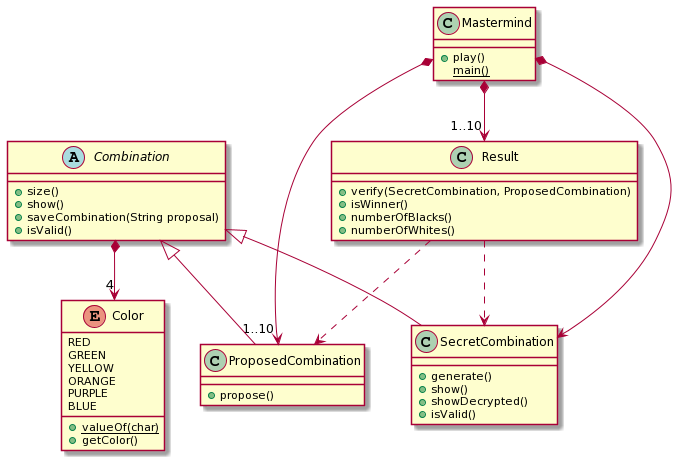 C Mastermind
play()
main()
1..10
A Combination
size()
show()
saveCombination(String proposal)
isValid()
C Result
verify(SecretCombination, ProposedCombination)
isWinner()
numberOfBlacks()
numberOfWhites()
4
1..10
E Color
RED
GREEN
YELLOW
ORANGE
PURPLE
BLUE
valueOf(char)
getColor()
C ProposedCombination
propose()
C SecretCombination
generate()
show()
showDecrypted()
isValid()